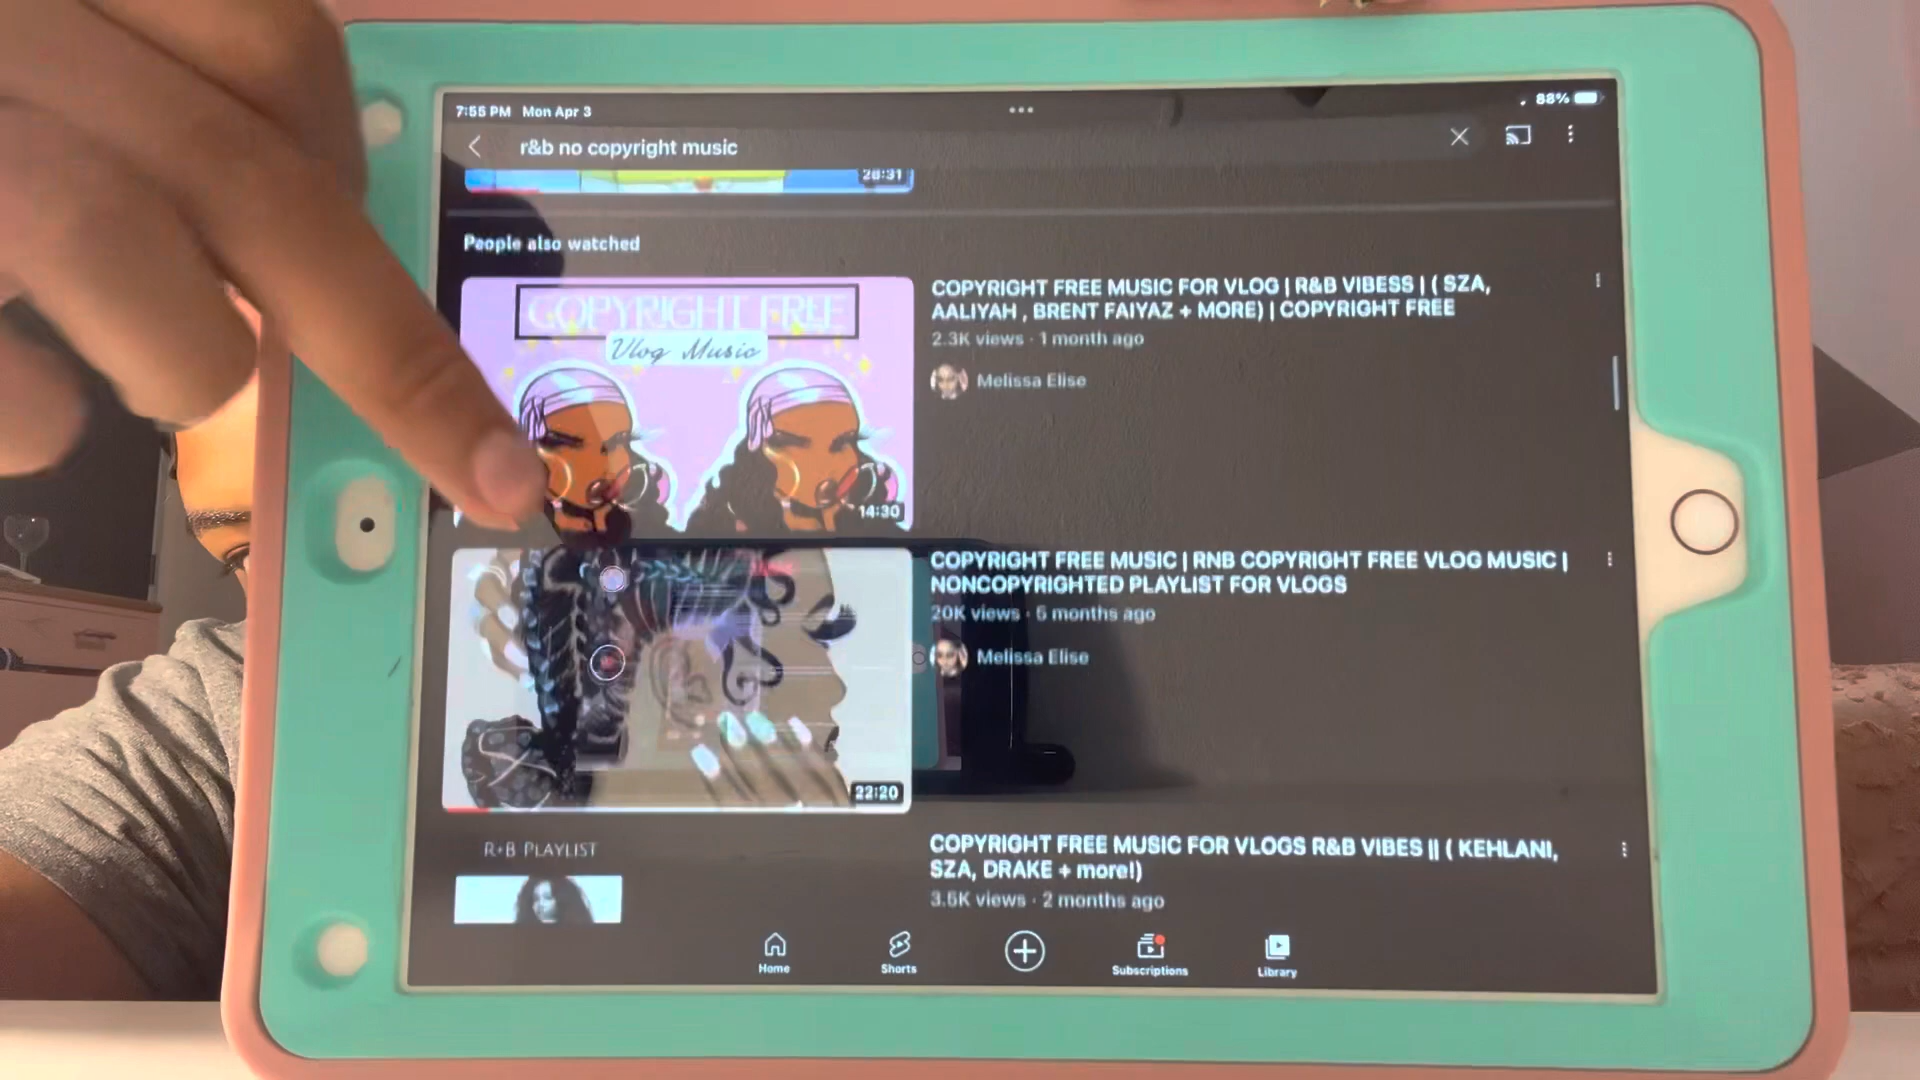 7:55 PM Mon Apr 3
88%
r&b no copyright music
28:31
People also watched
COPYRIGHT FREE
Vlog Music
14:30
COPYRIGHT FREE MUSIC FOR VLOG | R&B VIBESS | ( SZA,
AALIYAH , BRENT FAIYAZ + MORE) | COPYRIGHT FREE
2.3K views · 1 month ago
Melissa Elise
22:20
COPYRIGHT FREE MUSIC | RNB COPYRIGHT FREE VLOG MUSIC |
NONCOPYRIGHTED PLAYLIST FOR VLOGS
20K views · 5 months ago
Melissa Elise
R+B PLAYLIST
COPYRIGHT FREE MUSIC FOR VLOGS R&B VIBES || ( KEHLANI,
SZA, DRAKE + more!)
3.5K views · 2 months ago
Home
Shorts
Subscriptions
Library